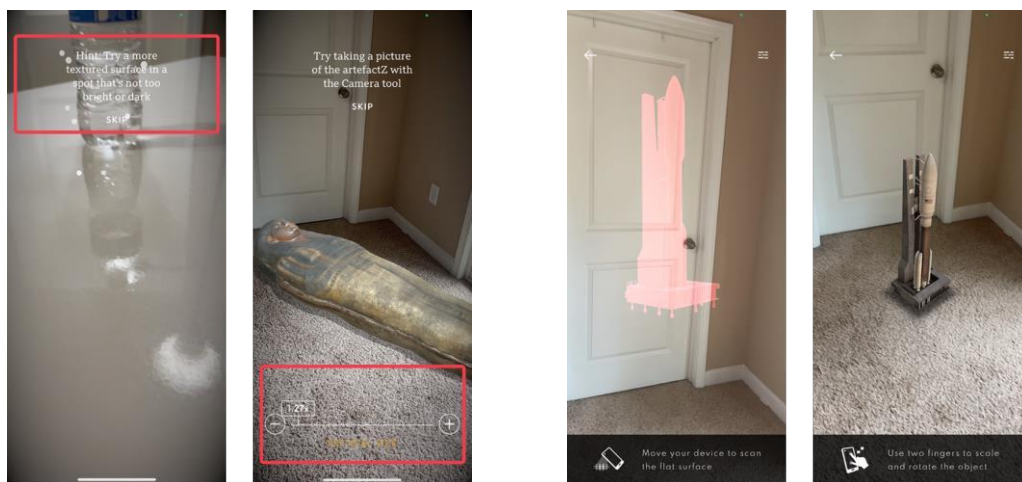 Hint: Try a more
textured surface in a
spot that's not too
bright or dark
SKIP
Try taking a picture
of the artefactZ with
the Camera tool
SKIP
1:27x
Move your device to scan
the flat surface
Use two fingers to scale
and rotate the object